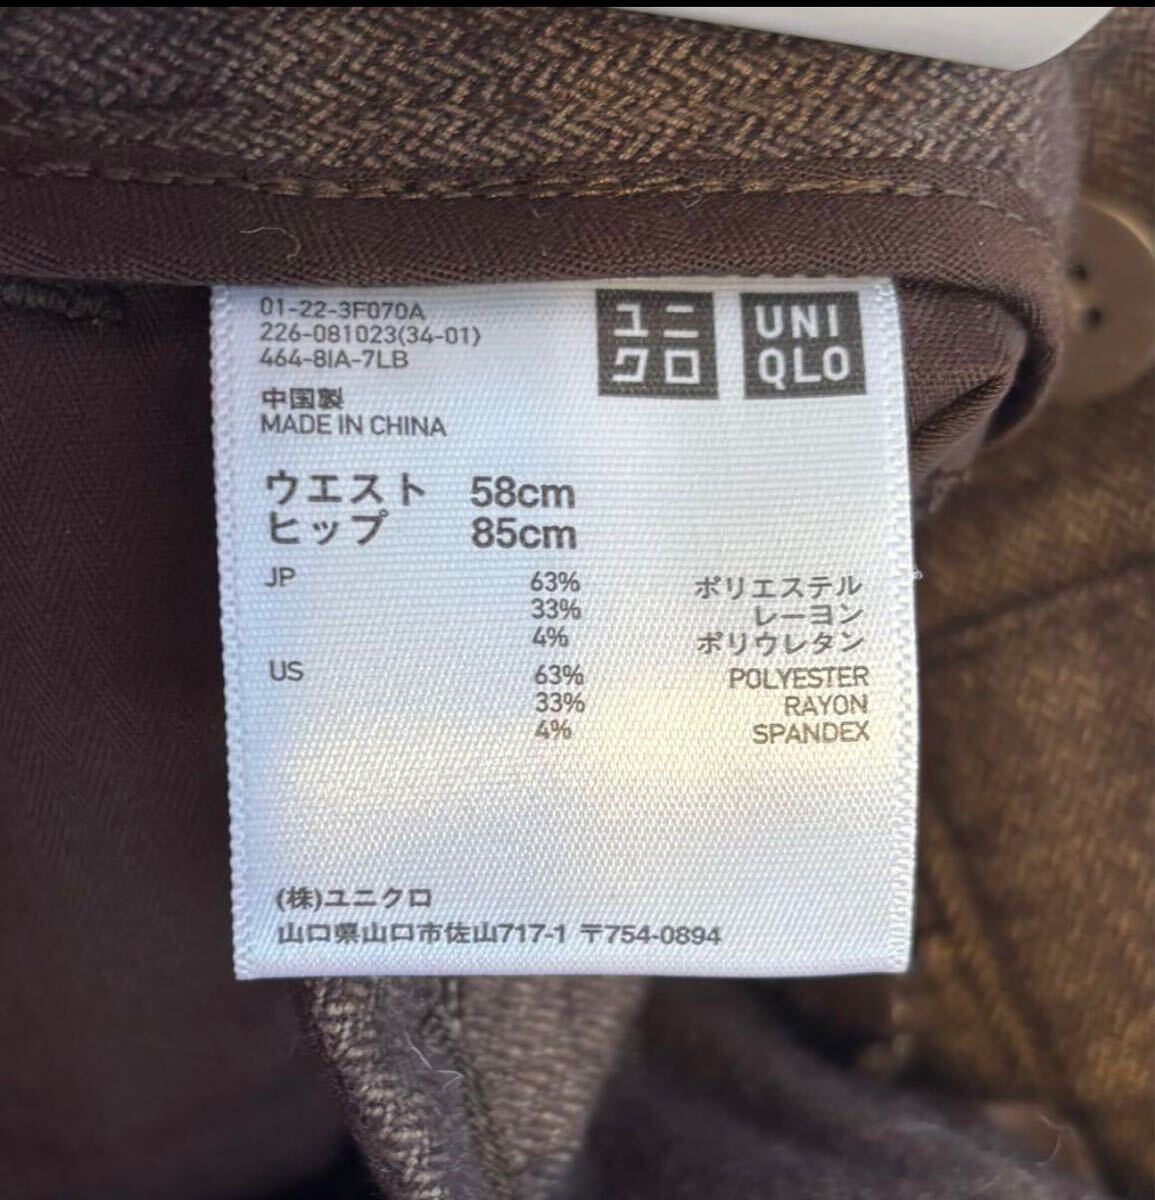 01-22-3F070A
226-081023(34-01)
464-8IA-7LB
ユニ
クロ
UNI
QLO
中国製
MADE IN CHINA
ウエスト 58cm
ヒップ 85cm
JP 63% ポリエステル
33% レーヨン
4% ポリウレタン
US 63% POLYESTER
33% RAYON
4% SPANDEX
(株)ユニクロ
山口県山口市佐山717-1 〒754-0894